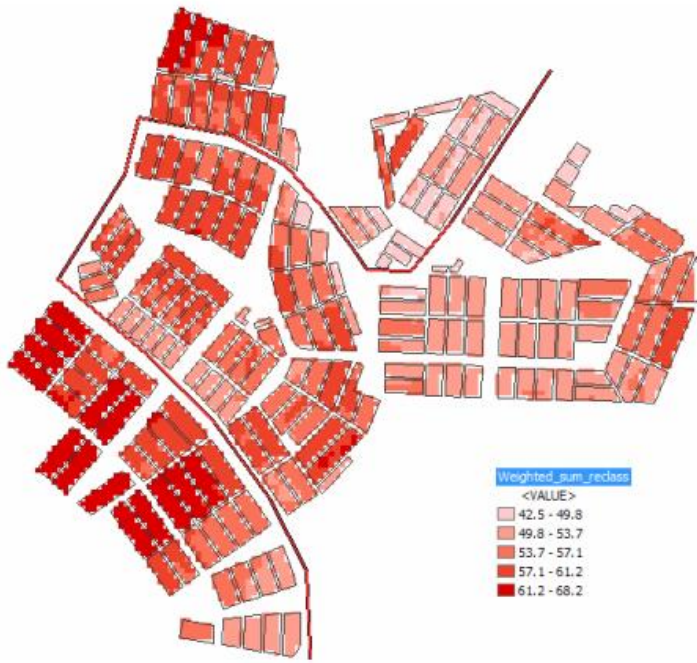 Weighted_sum_reclass
<VALUE>
42.5 - 49.8
49.8 - 53.7
53.7 - 57.1
57.1 - 61.2
61.2 - 68.2